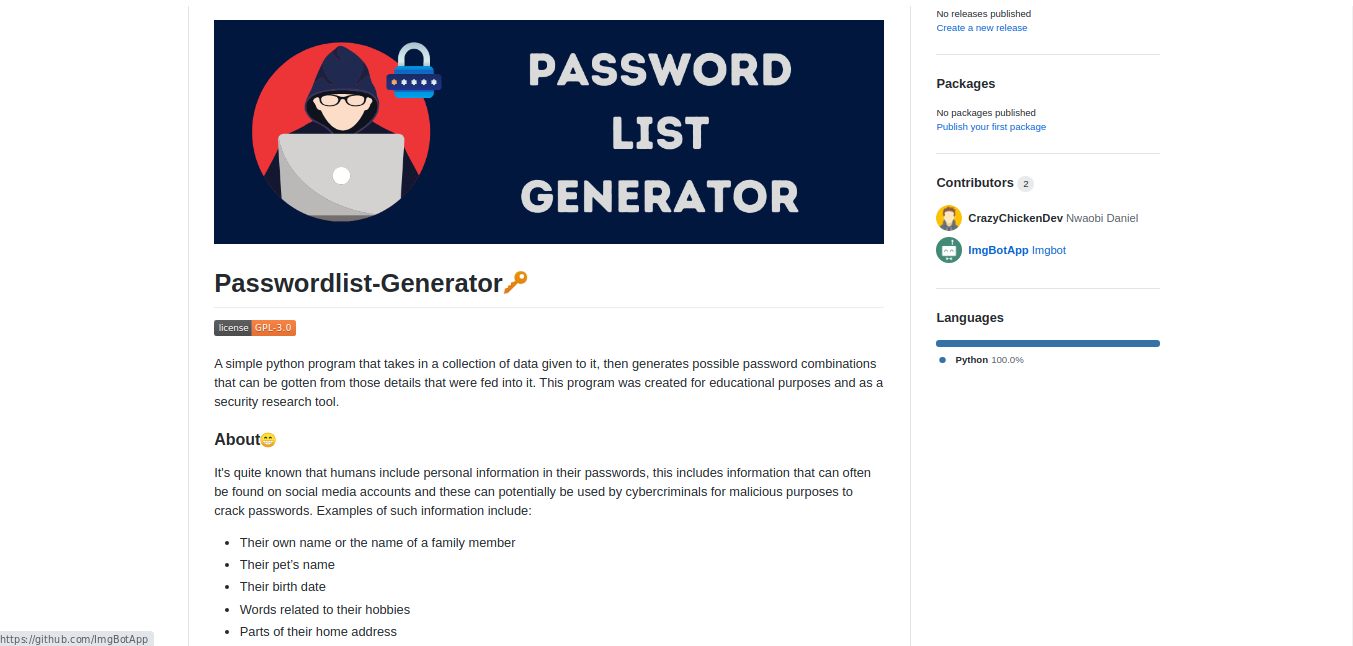 PASSWORD
LIST
GENERATOR
Passwordlist-Generator
license GPL-3.0
A simple python program that takes in a collection of data given to it, then generates possible password combinations
that can be gotten from those details that were fed into it. This program was created for educational purposes and as a
security research tool.
About
It's quite known that humans include personal information in their passwords, this includes information that can often
be found on social media accounts and these can potentially be used by cybercriminals for malicious purposes to
crack passwords. Examples of such information include:
• Their own name or the name of a family member
• Their pet's name
• Their birth date
• Words related to their hobbies
• Parts of their home address
No releases published
Create a new release
Packages
No packages published
Publish your first package
Contributors 2
CrazyChickenDev Nwaobi Daniel
ImgBotApp Imgbot
Languages
Python 100.0%
https://github.com/ImgBotApp